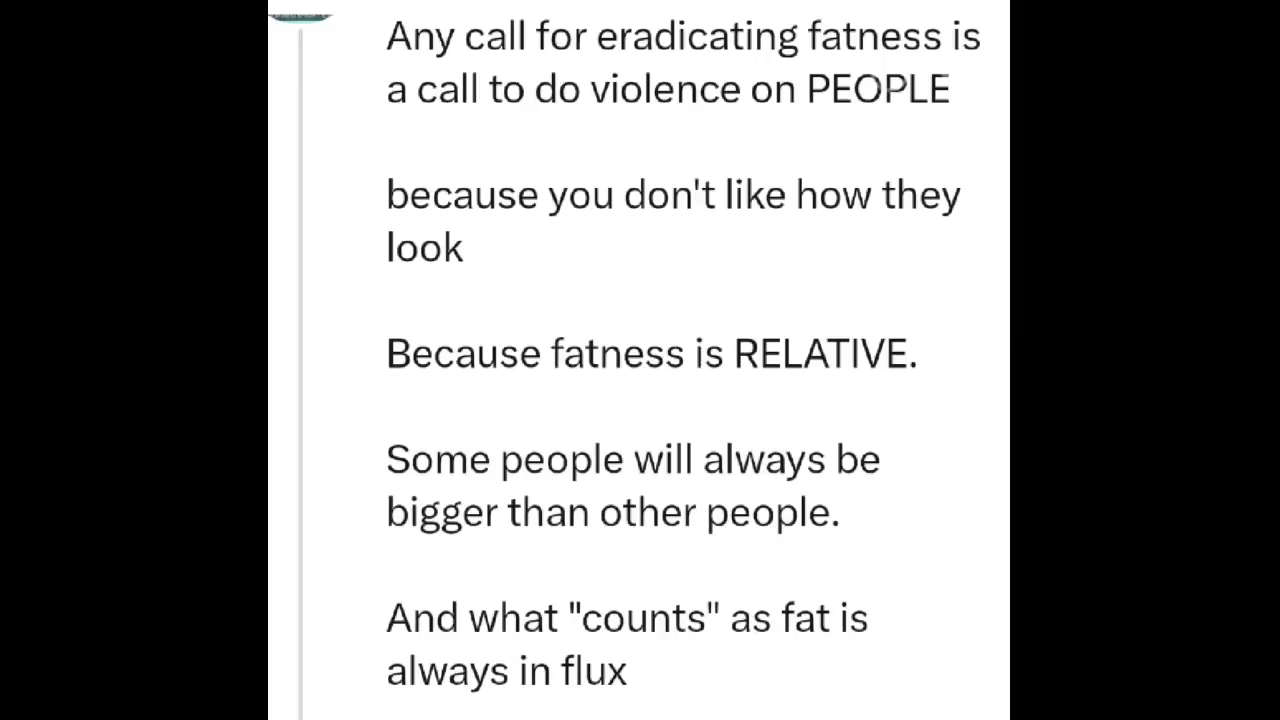 Any call for eradicating fatness is
a call to do violence on PEOPLE
because you don't like how they
look
Because fatness is RELATIVE.
Some people will always be
bigger than other people.
And what "counts" as fat is
always in flux